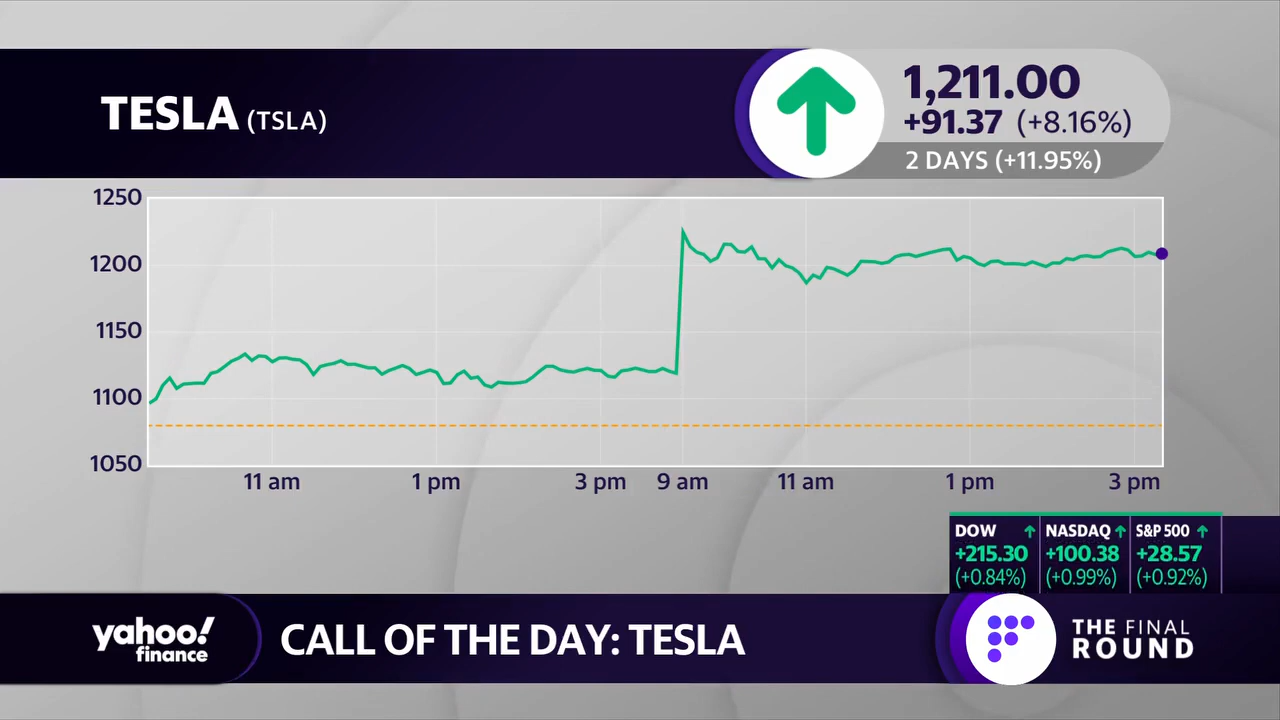 TESLA (TSLA)
1,211.00
+91.37 (+8.16%)
2 DAYS (+11.95%)
1250
1200
1150
1100
1050
11 am 1 pm 3 pm 9 am 11 am 1 pm 3 pm
DOW
+215.30
(+0.84%)
NASDAQ
+100.38
(+0.99%)
S&P 500
+28.57
(+0.92%)
yahoo!
finance
CALL OF THE DAY: TESLA
THE FINAL
ROUND